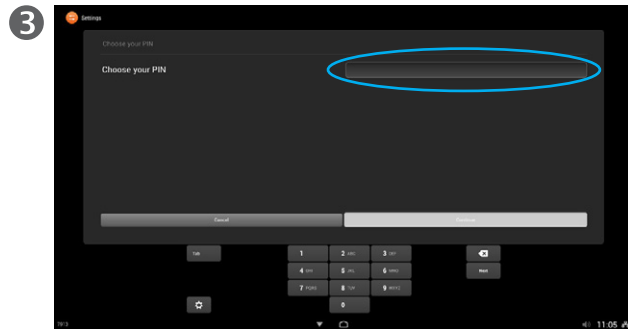 3
Settings
Choose your PIN
Choose your PIN
Cancel
Continue
Tab
1
2 ABC
3 DEF
4 GHI
5 JKL
6 MNO
Next
7 PQRS
8 TUV
9 WXYZ
0
11:05